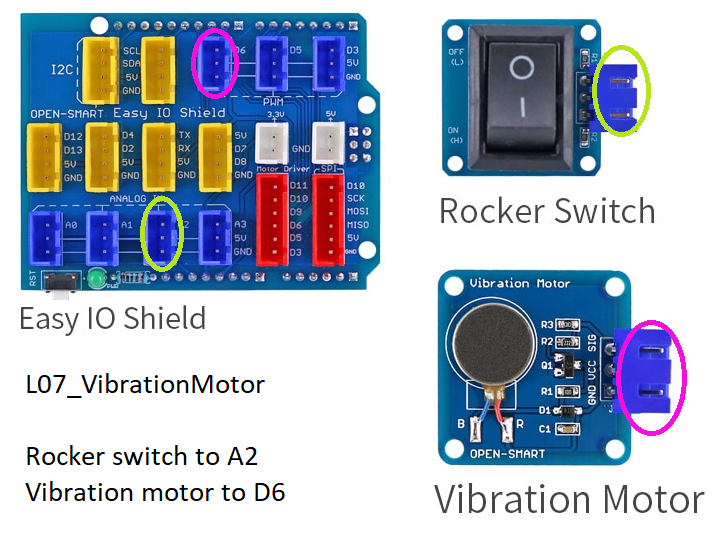 SCL
SDA
5V
GND
I2C
D6
D5
D3
5V
GND
PWM
OPEN-SMART Easy IO Shield
3.3V
5V
GND
D12
D13
5V
GND
D4
D2
5V
GND
TX
RX
5V
GND
5V
D7
D8
GND
Motor Driver
SPI
D11
D10
D9
D6
D5
D3
D10
SCK
MOSI
MISO
5V
GND
ANALOG
A0
A1
A3
5V
GND
RST
Easy IO Shield
OFF
(L)
ON
(H)
R1
R2
Rocker Switch
Vibration Motor
R3
R2
Q1
R1
D1
C1
SIG
VCC
GND
B
R
OPEN-SMART
Vibration Motor
L07_VibrationMotor
Rocker switch to A2
Vibration motor to D6